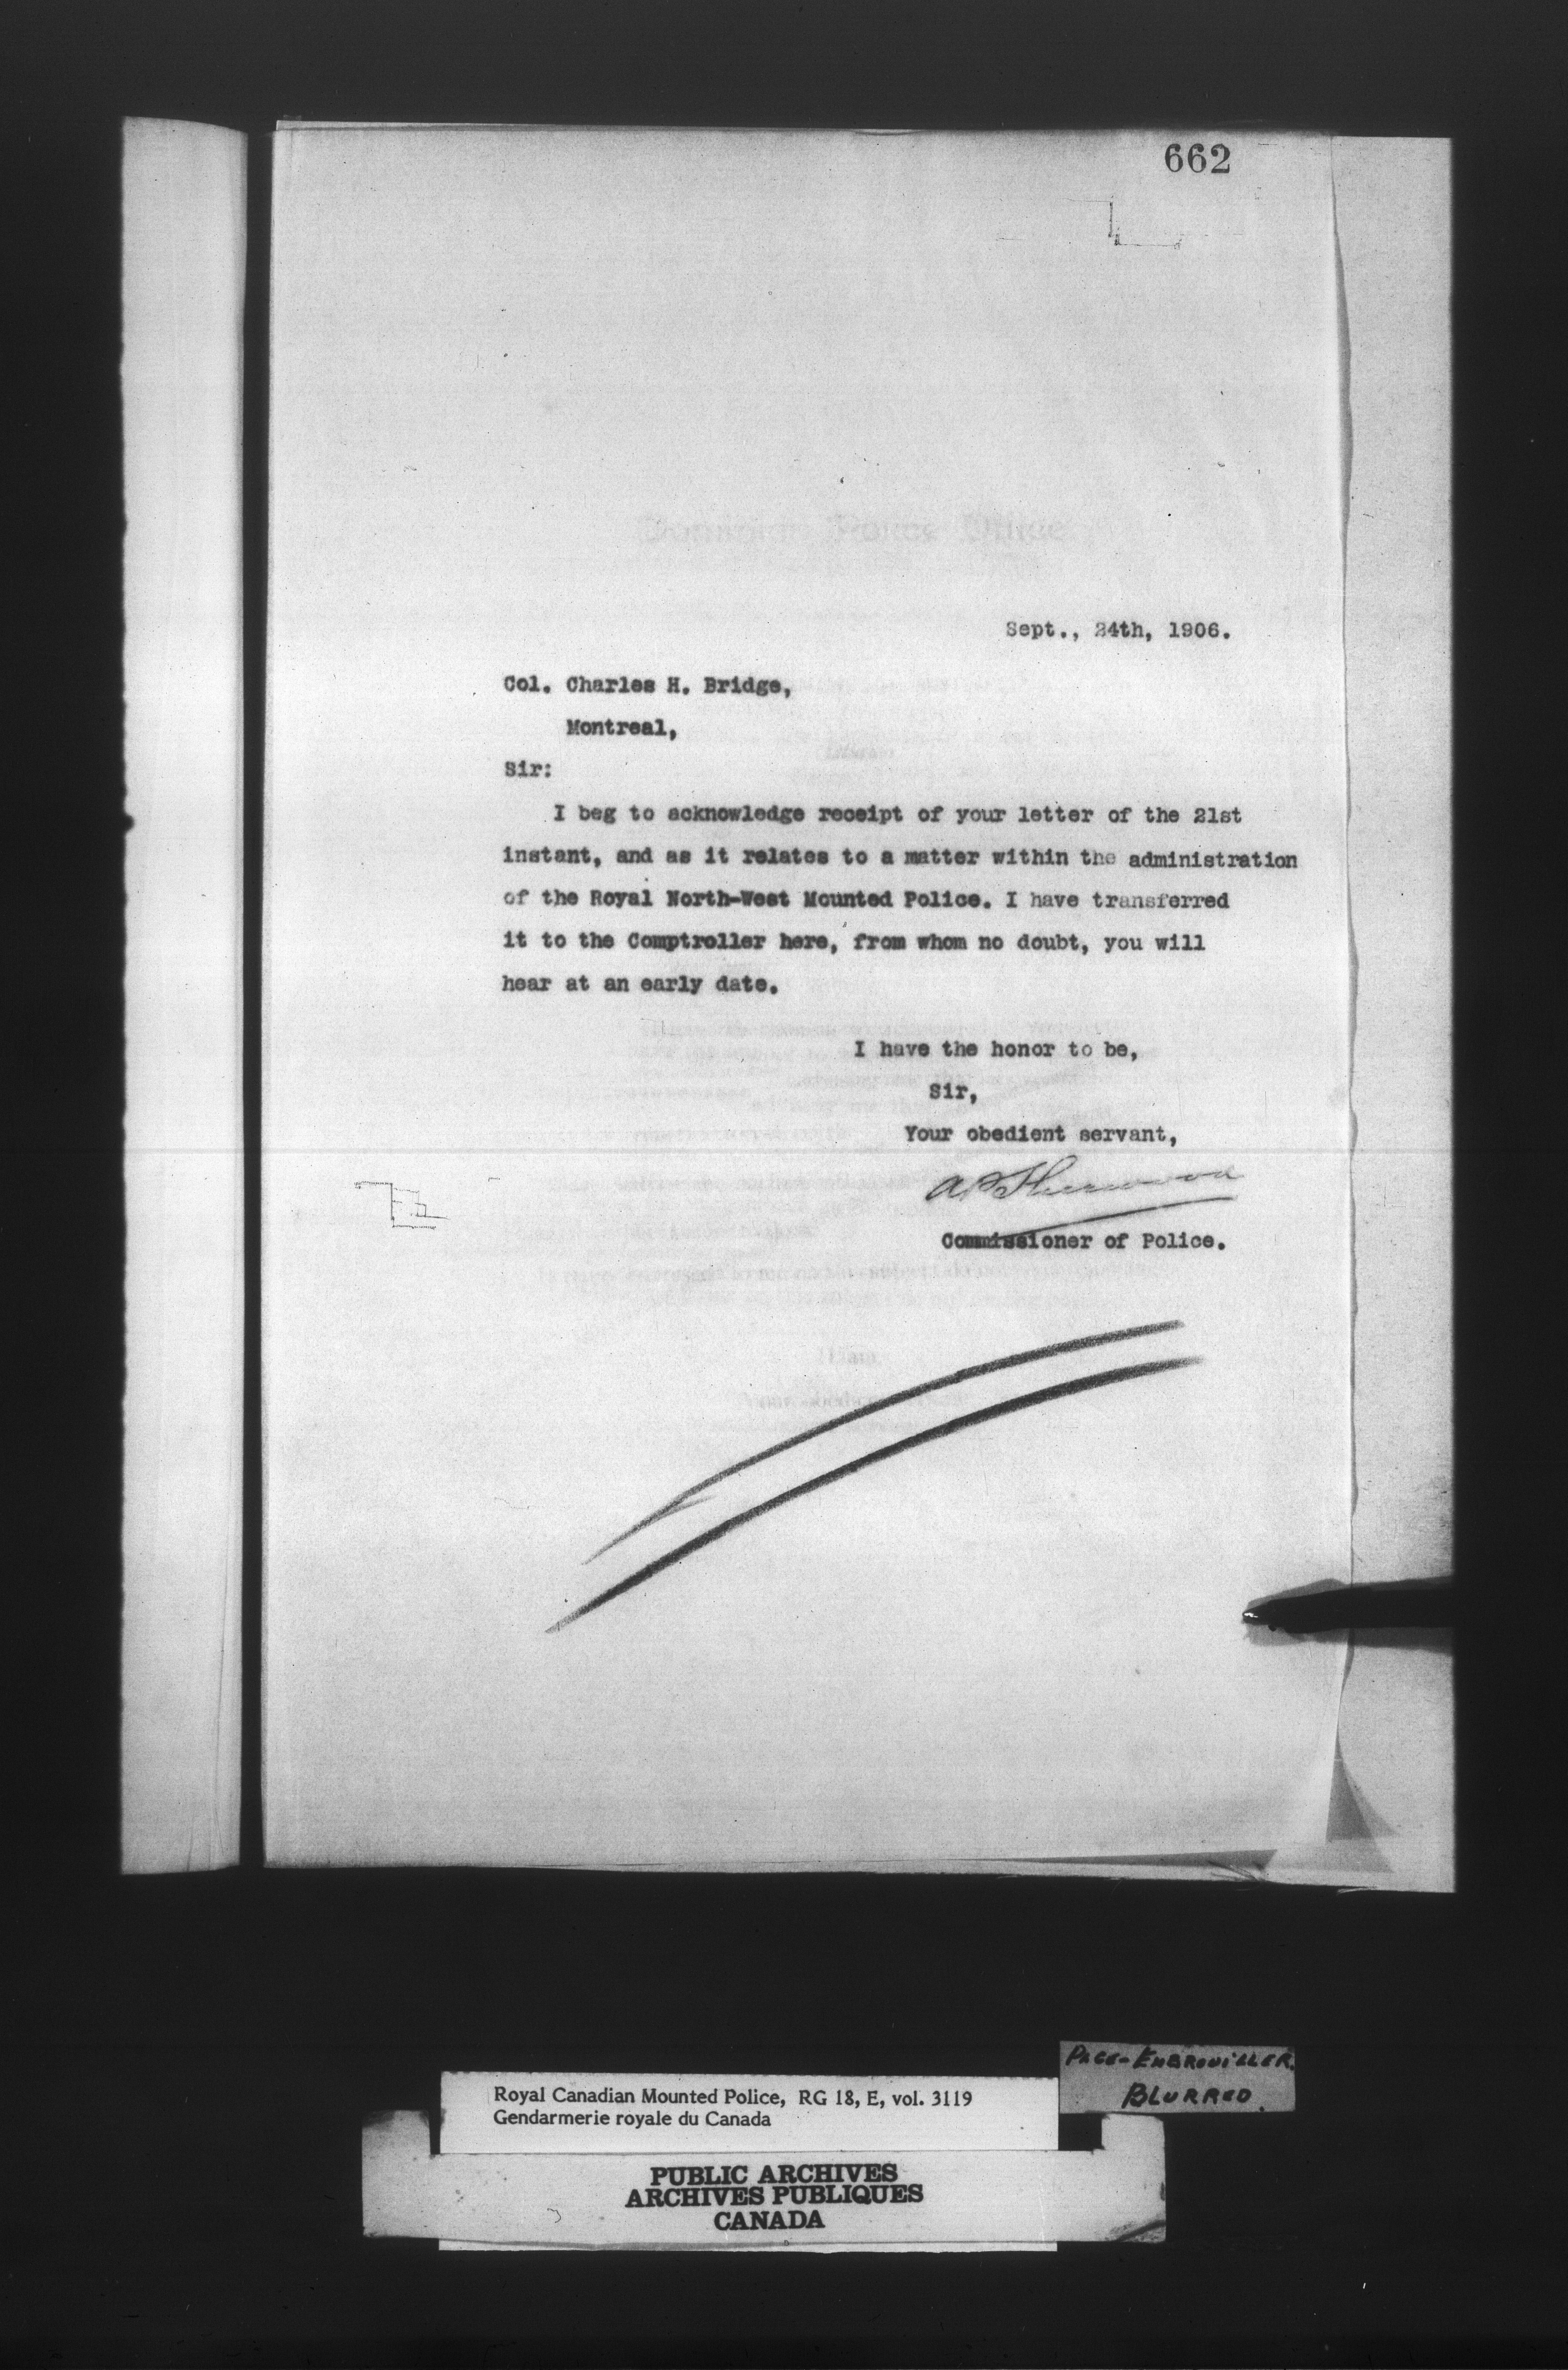 662
Dominion Police Office
Sept., 24th, 1906.
Col. Charles H. Bridge,
Montreal,
Sir:
I beg to acknowledge receipt of your letter of the 21st
instant, and as it relates to a matter within the administration
of the Royal North-West Mounted Police. I have transferred
it to the Comptroller here, from whom no doubt, you will
hear at an early date.
I have the honor to be,
Sir,
Your obedient servant,
A P Sherwood
Commissioner of Police.
PAGE-EMBROUILLER.
BLURRED.
Royal Canadian Mounted Police, RG 18, E, vol. 3119
Gendarmerie royale du Canada
PUBLIC ARCHIVES
ARCHIVES PUBLIQUES
CANADA